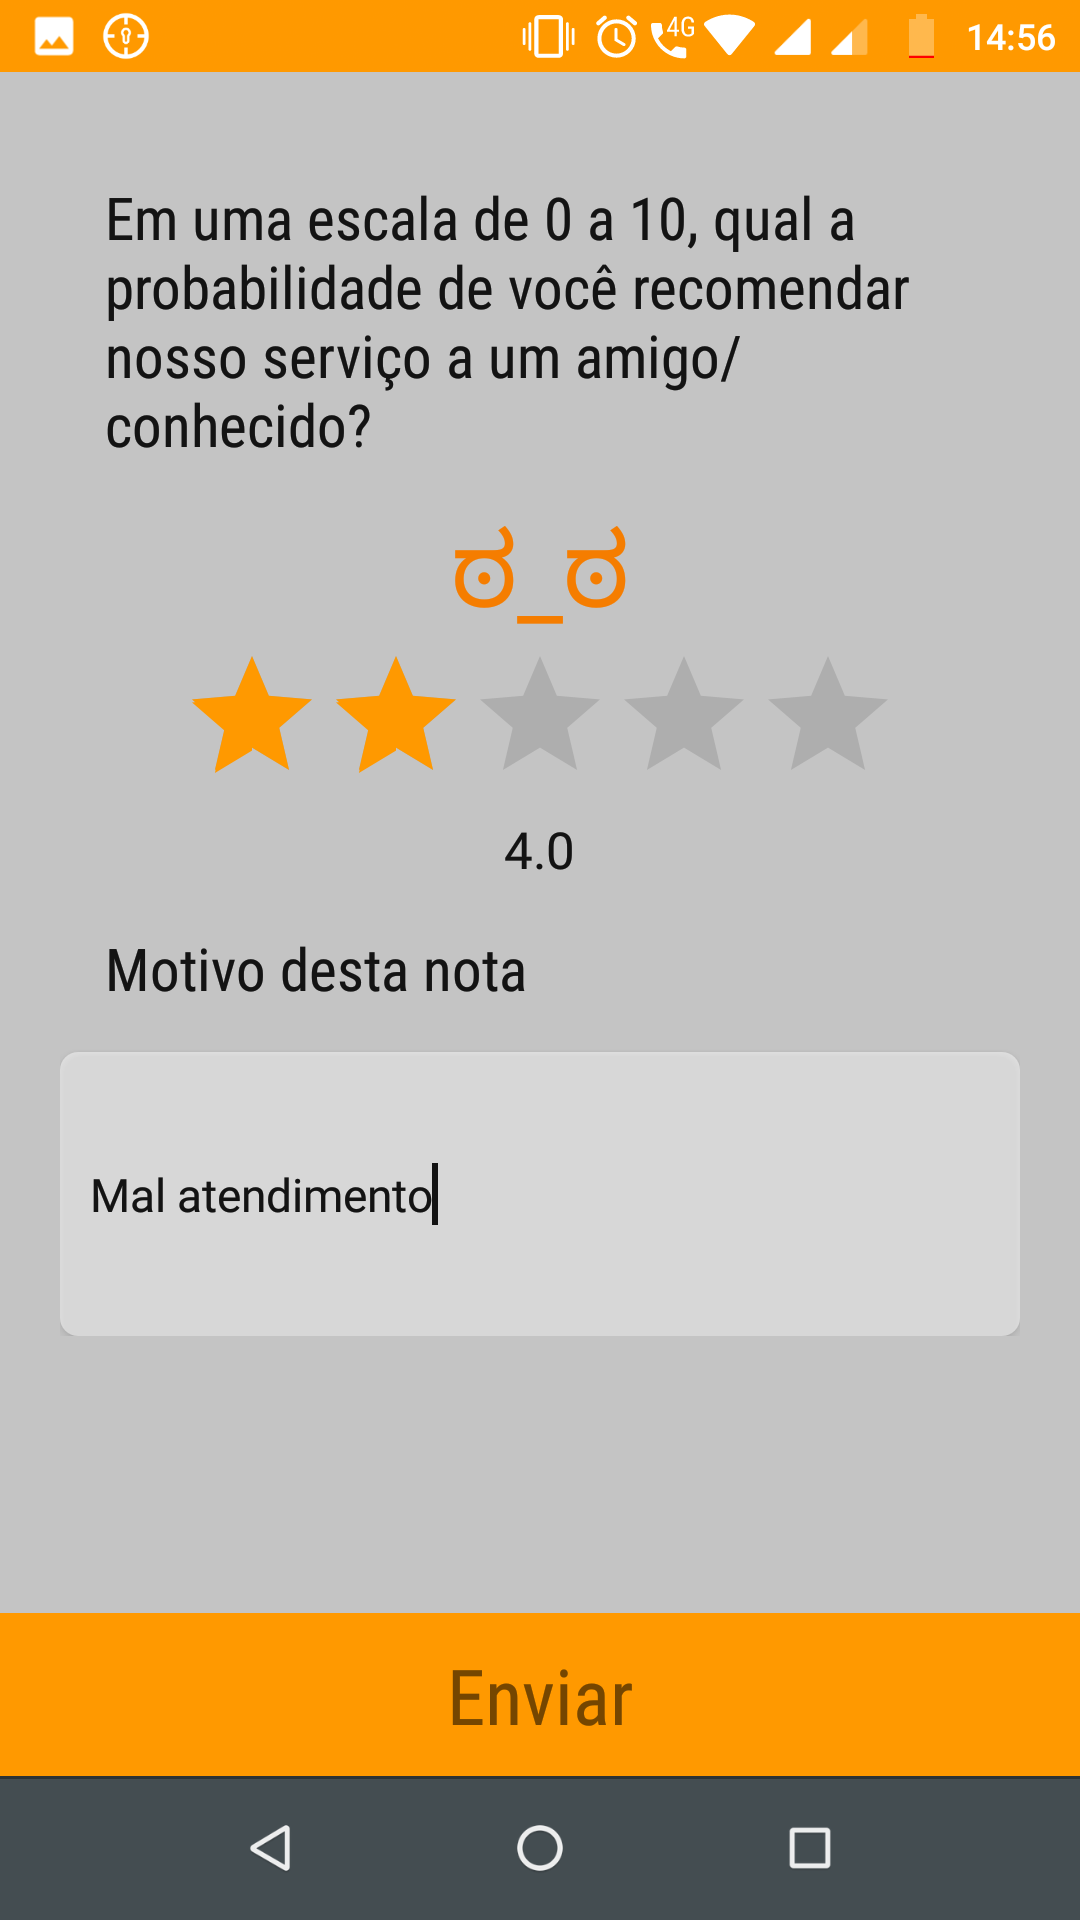 4G 14:56
Em uma escala de 0 a 10, qual a
probabilidade de você recomendar
nosso serviço a um amigo/
conhecido?
ಠ_ಠ
4.0
Motivo desta nota
Mal atendimento
Enviar